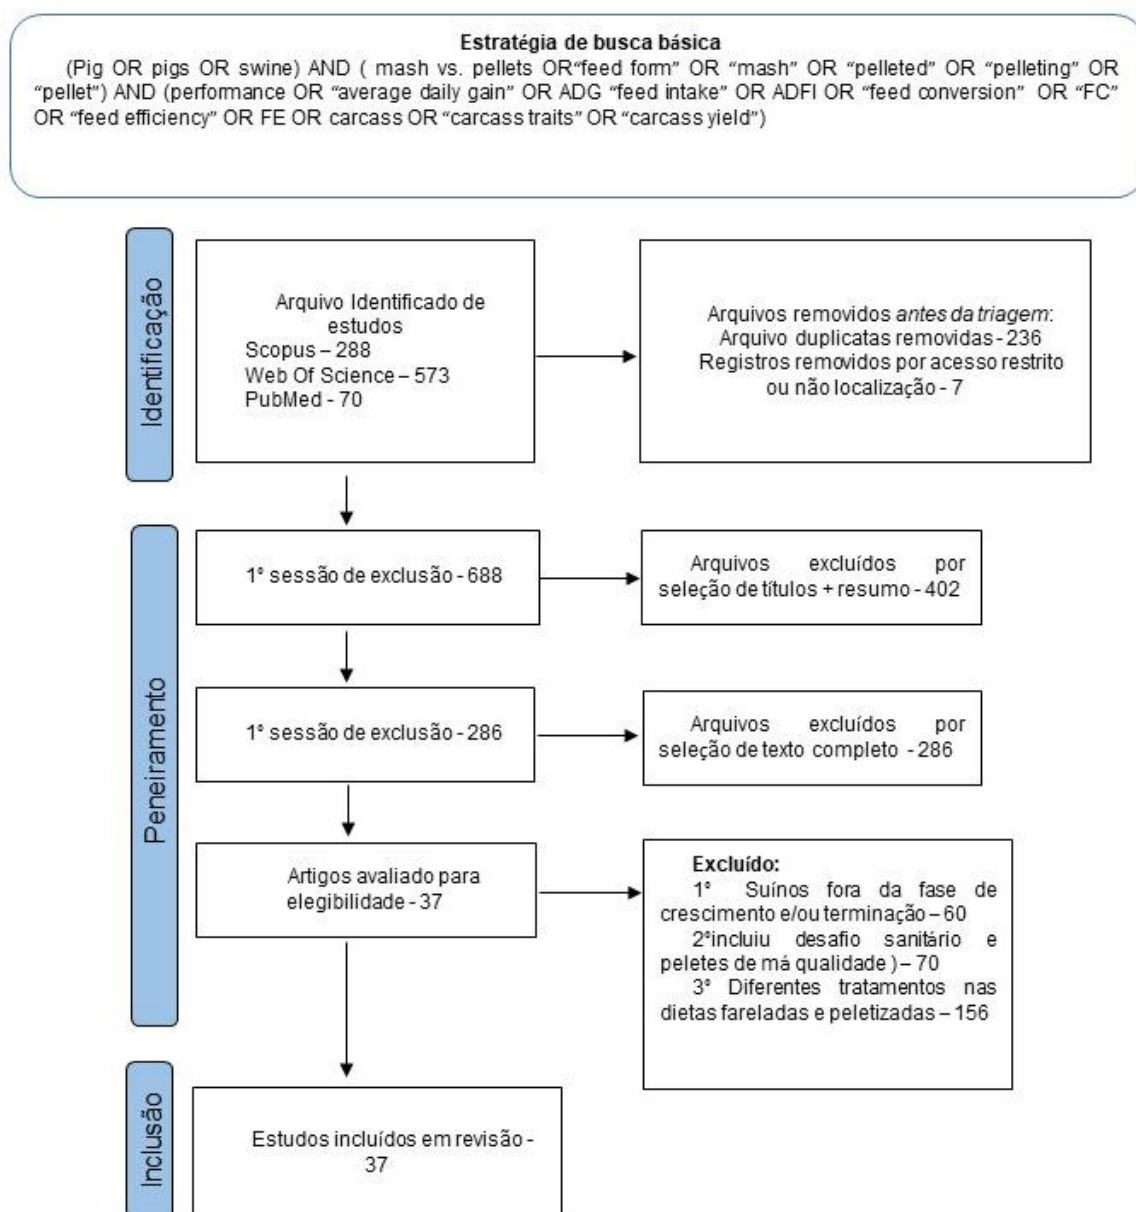 Estratégia de busca básica
(Pig OR pigs OR swine) AND ( mash vs. pellets OR“feed form” OR “mash” OR “pelleted” OR “pelleting” OR
“pellet”) AND (performance OR “average daily gain” OR ADG “feed intake” OR ADFI OR “feed conversion” OR “FC”
OR “feed efficiency” OR FE OR carcass OR “carcass traits” OR “carcass yield”)
Identificação
Arquivo Identificado de
estudos
Scopus – 288
Web Of Science – 573
PubMed - 70
Arquivos removidos antes da triagem:
Arquivo duplicatas removidas - 236
Registros removidos por acesso restrito
ou não localização - 7
Peneiramento
1° sessão de exclusão - 688
Arquivos excluídos por
seleção de títulos + resumo - 402
1° sessão de exclusão - 286
Arquivos excluídos por
seleção de texto completo - 286
Artigos avaliado para
elegibilidade - 37
Excluído:
1° Suínos fora da fase de
crescimento e/ou terminação – 60
2°incluiu desafio sanitário e
peletes de má qualidade ) – 70
3° Diferentes tratamentos nas
dietas fareladas e peletizadas – 156
Inclusão
Estudos incluídos em revisão -
37